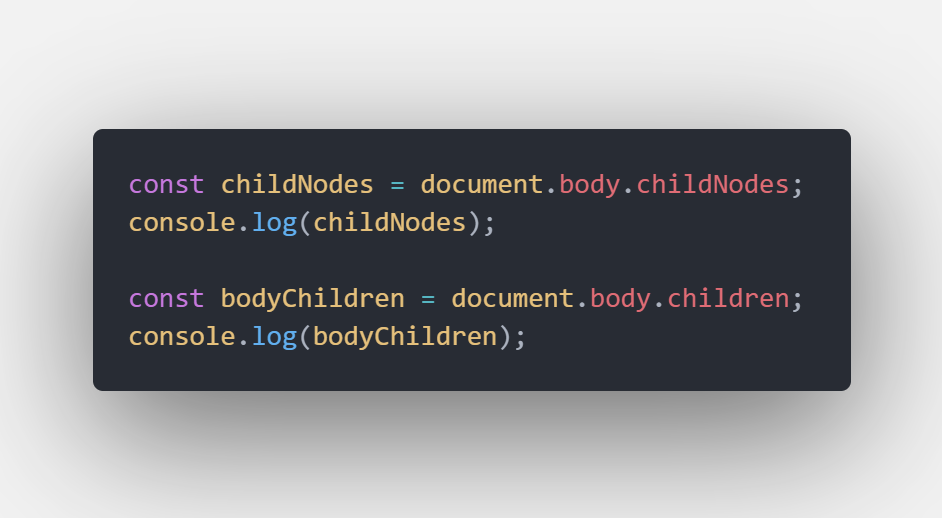 const childNodes = document.body.childNodes;
console.log(childNodes);
const bodyChildren = document.body.children;
console.log(bodyChildren);